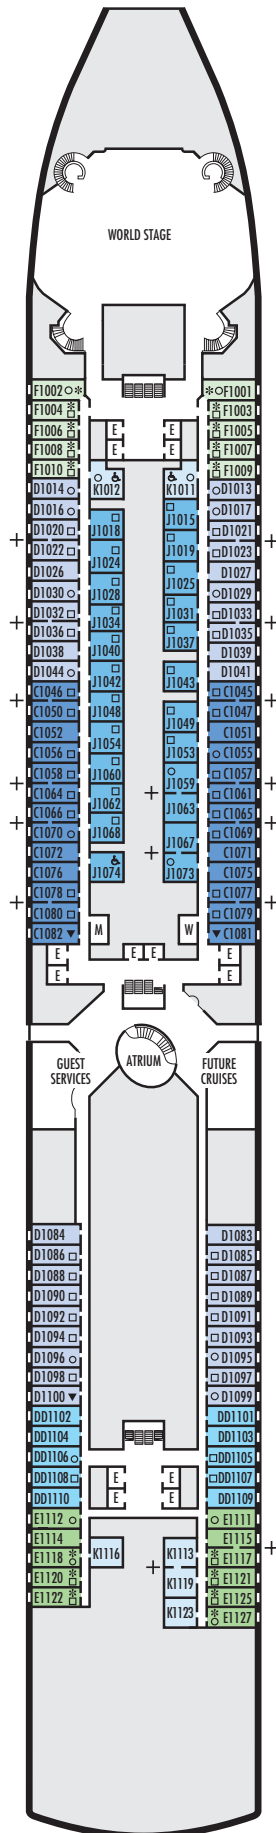 WORLD STAGE
F1002 F1001
F1004 E F1003
F1006 E F1005
F1008 E E F1007
F1010 F1009
D1014 K1012 K1011 D1013
D1016 J1015 D1017
D1020 J1018 D1021
D1022 J1019 D1023
D1026 J1024 J1025 D1027
D1030 J1028 D1029
D1032 J1034 J1031 D1033
D1036 J1037 D1035
D1038 J1040 D1039
D1044 J1042 J1043 D1041
C1046 C1045
C1050 J1048 J1049 C1047
C1052 C1051
C1056 J1054 J1053 C1055
C1058 J1060 J1059 C1057
C1064 J1062 J1063 C1061
C1066 C1065
C1070 J1068 J1067 C1069
C1072 C1071
C1076 J1074 J1073 C1075
C1078 C1077
C1080 C1079
C1082 M W C1081
E E E E
E E
GUEST
SERVICES
ATRIUM
FUTURE
CRUISES
D1084 D1083
D1086 D1085
D1088 D1087
D1090 D1089
D1092 D1091
D1094 D1093
D1096 D1095
D1098 D1097
D1100 D1099
DD1102 DD1101
DD1104 DD1103
DD1106 DD1105
DD1108 E E DD1107
DD1110 E E DD1109
E1112 E1111
E1114 E1115
E1118 K1116 K1113 E1117
E1120 K1119 E1121
E1122 E1125
K1123 E1127